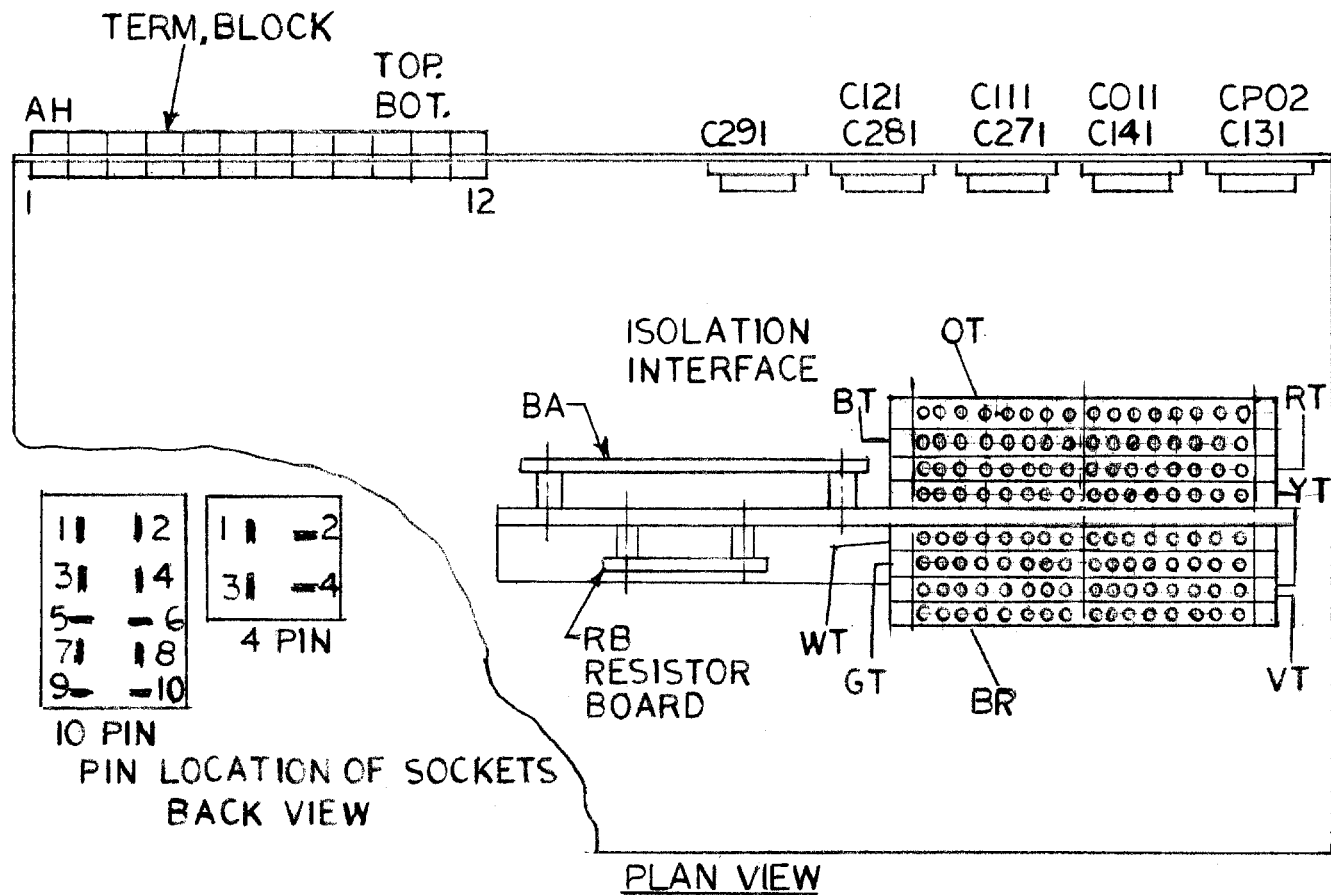 TERM, BLOCK
TOP.
BOT.
AH
1
12
C291
C121
C281
C111
C271
C011
C141
CP02
C131
ISOLATION
INTERFACE
OT
BA
BT
RT
YT
1 2
3 4
5 6
7 8
9 10
10 PIN
1 2
3 4
4 PIN
PIN LOCATION OF SOCKETS
BACK VIEW
RB
RESISTOR
BOARD
WT
GT
BR
VT
PLAN VIEW